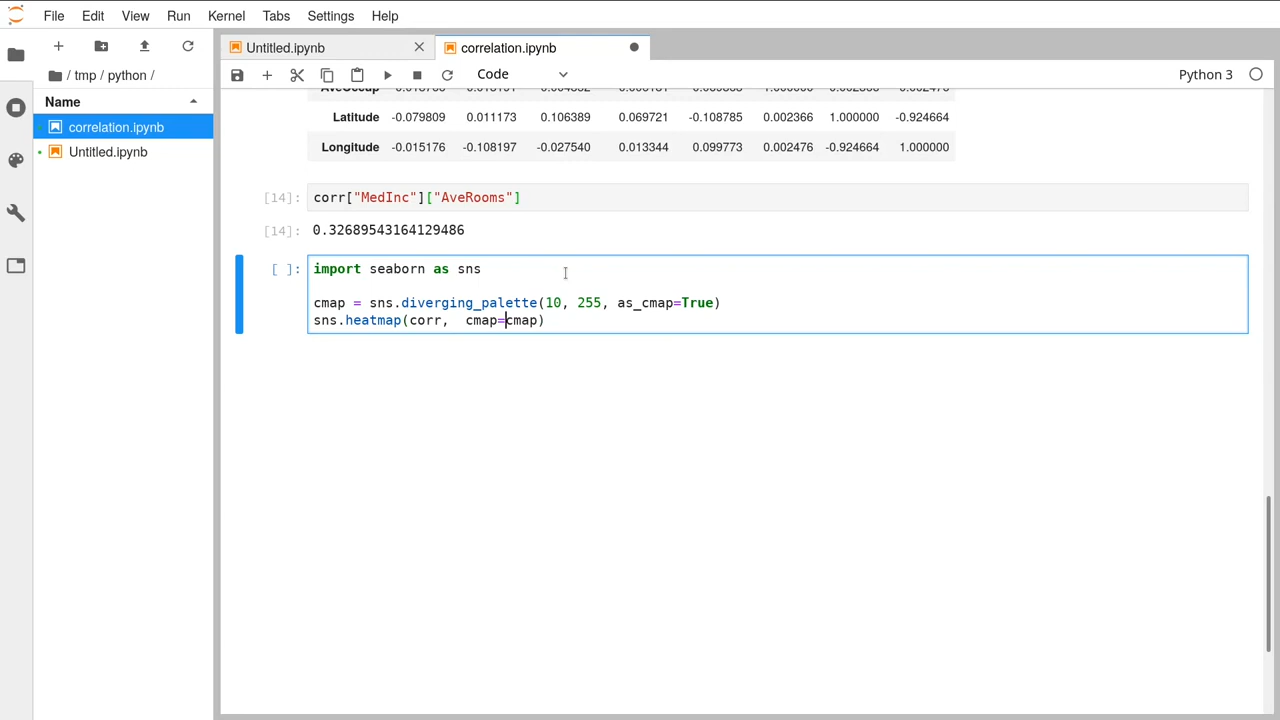 File Edit View Run Kernel Tabs Settings Help
Untitled.ipynb
correlation.ipynb
Code
Python 3
/ tmp / python /
Name
correlation.ipynb
Untitled.ipynb
Latitude -0.079809 0.011173 0.106389 0.069721 -0.108785 0.002366 1.000000 -0.924664
Longitude -0.015176 -0.108197 -0.027540 0.013344 0.099773 0.002476 -0.924664 1.000000
[14]: corr["MedInc"]["AveRooms"]
[14]: 0.32689543164129486
[ ]: import seaborn as sns
cmap = sns.diverging_palette(10, 255, as_cmap=True)
sns.heatmap(corr,  cmap=cmap)